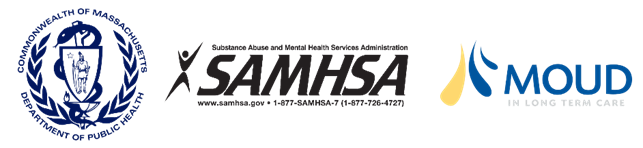 COMMONWEALTH OF MASSACHUSETTS
DEPARTMENT OF PUBLIC HEALTH
Substance Abuse and Mental Health Services Administration
SAMHSA
www.samhsa.gov • 1-877-SAMHSA-7 (1-877-726-4727)
MOUD
IN LONG TERM CARE